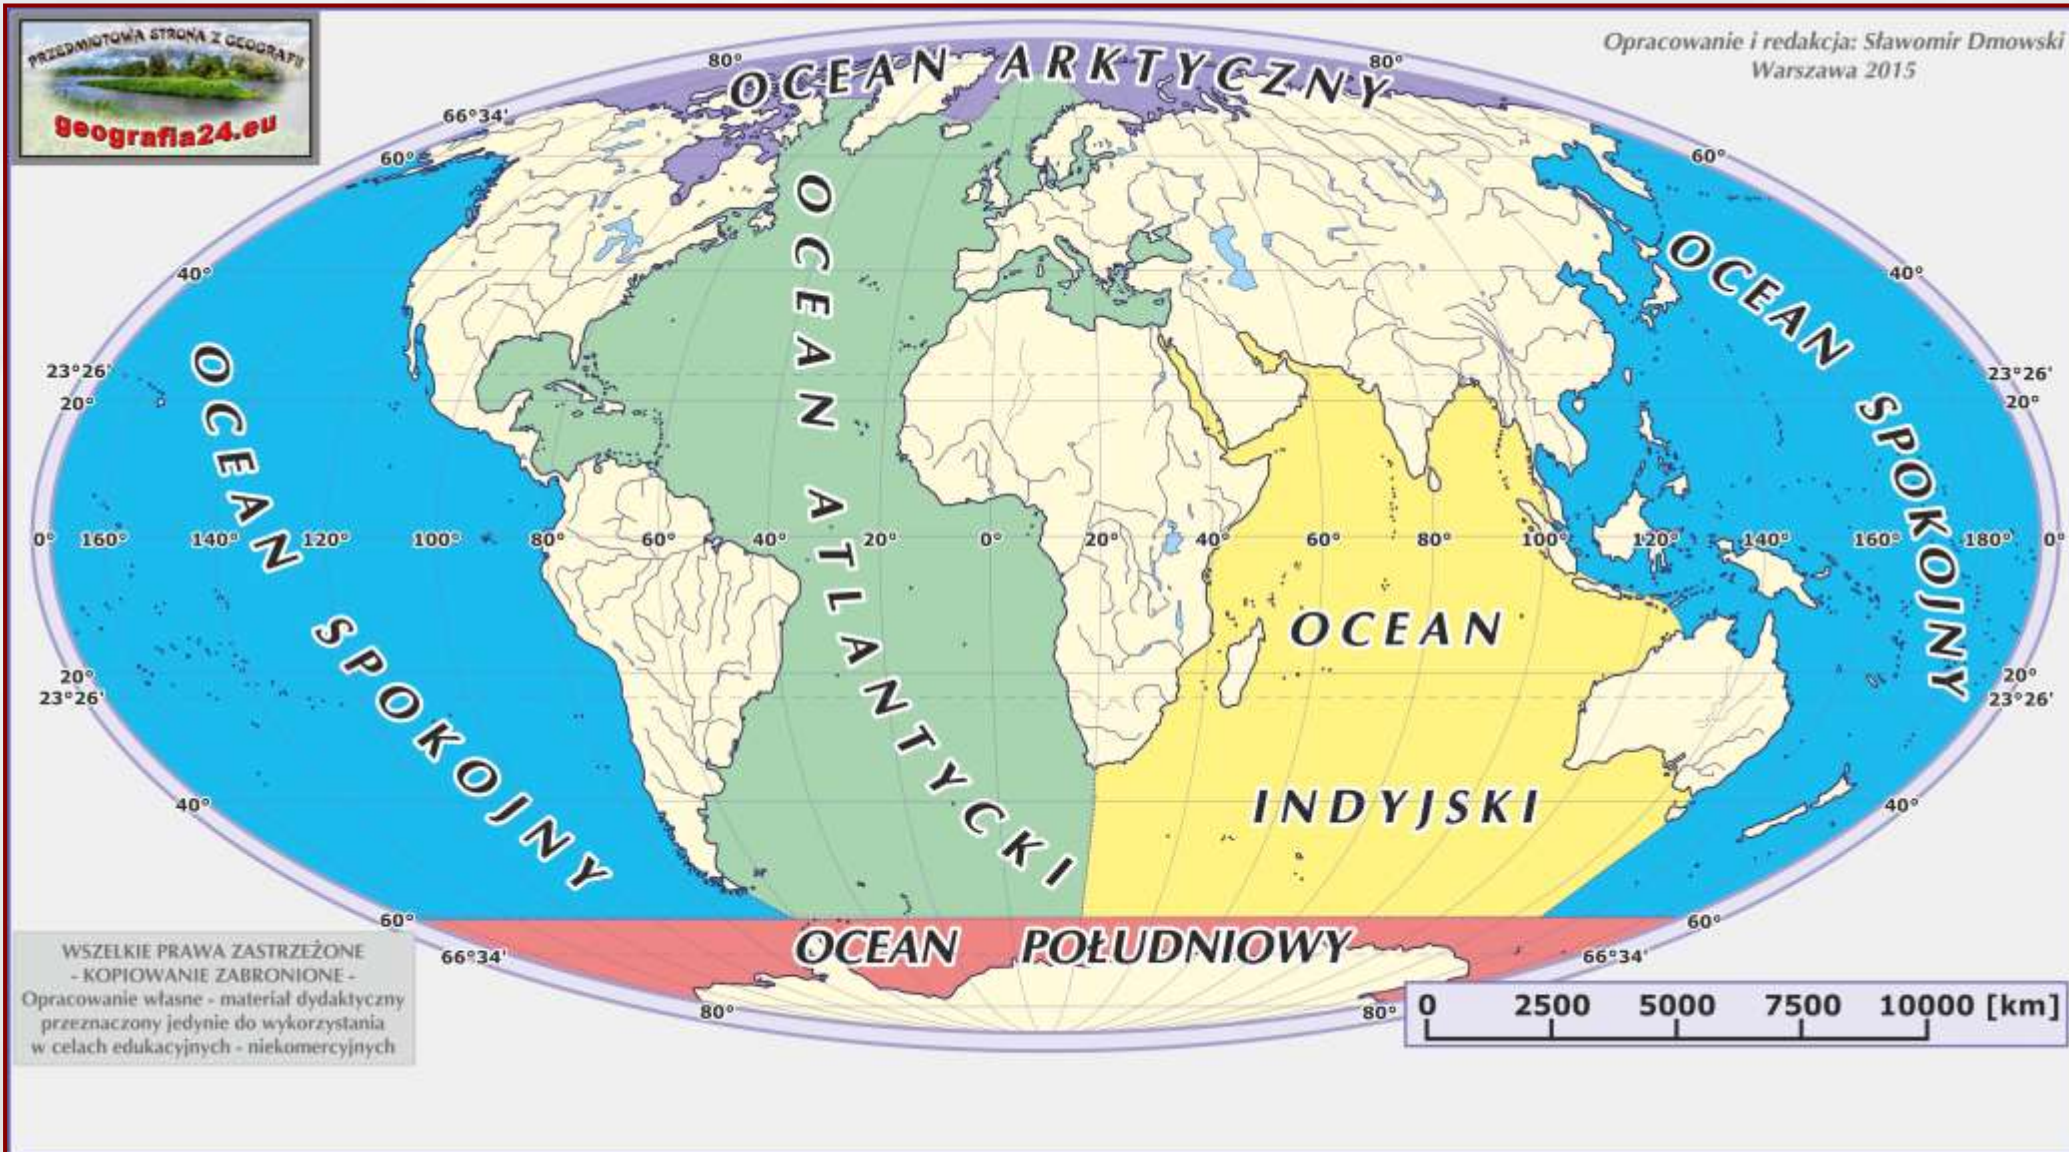 PRZEDMIOTOWA STRONA Z GEOGRAFII
geografia24.eu
Opracowanie i redakcja: Sławomir Dmowski
Warszawa 2015
OCEAN ARKTYCZNY
80° 80°
66°34'
60° 60°
40° 40°
23°26' 23°26'
20° 20°
0° 160° 140° 120° 100° 80° 60° 40° 20° 0° 20° 40° 60° 80° 100° 120° 140° 160° 180° 0°
20° 20°
23°26' 23°26'
40° 40°
60° 60°
66°34' 66°34'
80° 80°
OCEAN SPOKOJNY
OCEAN ATLANTYCKI
OCEAN
INDYJSKI
OCEAN SPOKOJNY
OCEAN POŁUDNIOWY
WSZELKIE PRAWA ZASTRZEŻONE
- KOPIOWANIE ZABRONIONE -
Opracowanie własne - materiał dydaktyczny
przeznaczony jedynie do wykorzystania
w celach edukacyjnych - niekomercyjnych
0 2500 5000 7500 10000 [km]